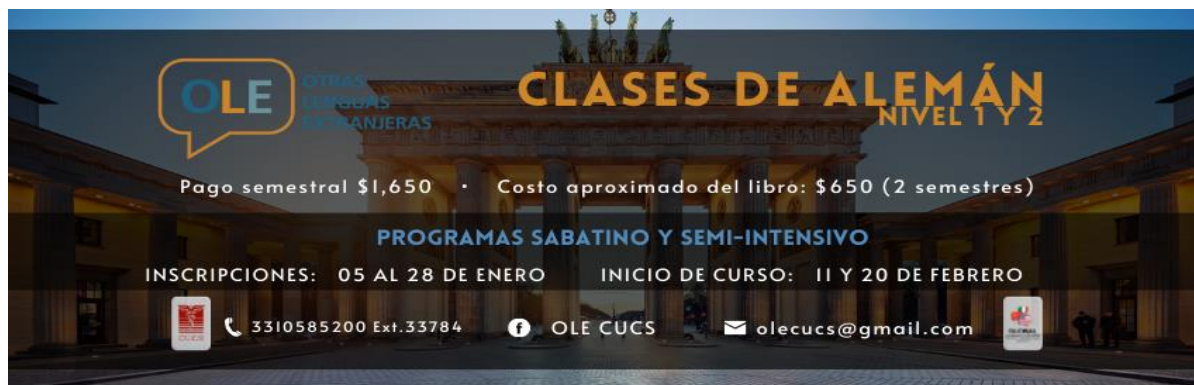 OLE
OTRAS
LENGUAS
EXTRANJERAS
CLASES DE ALEMÁN
NIVEL 1 Y 2
Pago semestral $1,650 • Costo aproximado del libro: $650 (2 semestres)
PROGRAMAS SABATINO Y SEMI-INTENSIVO
INSCRIPCIONES: 05 AL 28 DE ENERO INICIO DE CURSO: 11 Y 20 DE FEBRERO
3310585200 Ext.33784 OLE CUCS olecucs@gmail.com
CUCS